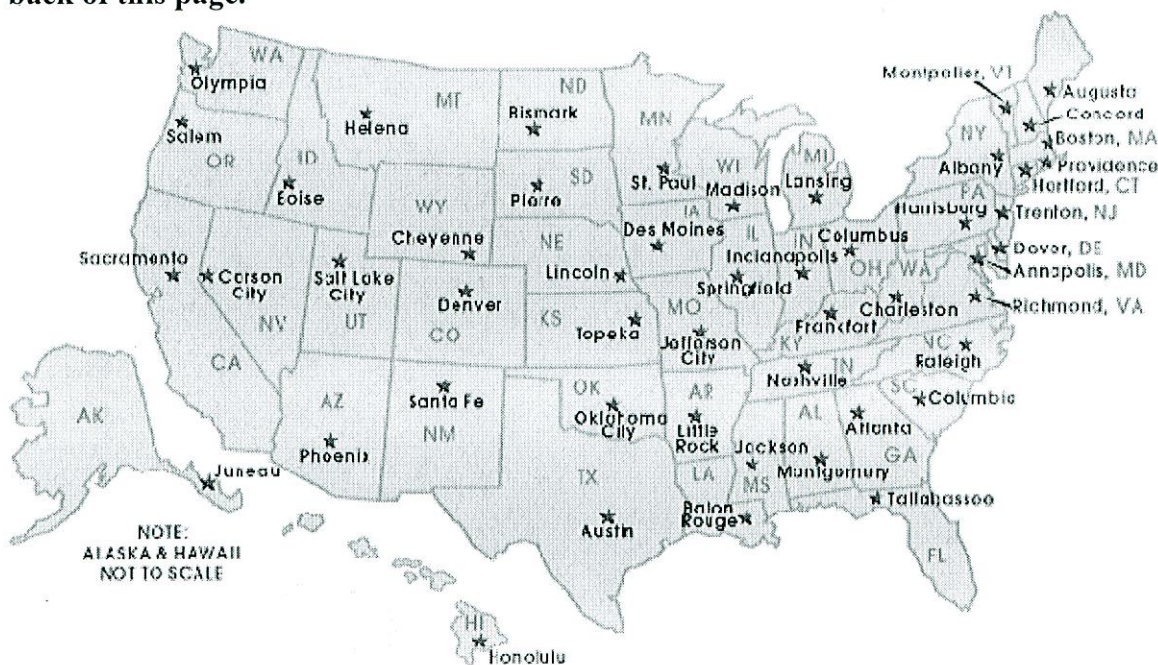 back of this page.
WA
Olympia
Salem
OR
ID
Eoise
MT
Helena
ND
Bismark
SD
Pierre
WY
Cheyenne
NE
Lincoln
MN
St. Paul
WI
Madison
MI
Lansing
IA
Des Moines
IL
Springfield
IN
Incianapolis
Columbus
OH
WA
Charleston
Frankfort
KY
Montpelier, VT
Augusta
Concord
Boston, MA
Providence
Hertford, CT
NY
Albany
PA
Harrisburg
Trenton, NJ
Dover, DE
Annapolis, MD
Richmond, VA
Sacramento
Carson
City
NV
CA
Salt Lake
City
UT
Denver
CO
KS
Topeka
MO
Jefferson
City
Nashville
TN
NC
Raleigh
SC
Columbia
AZ
Phoenix
Santa Fe
NM
OK
Oklahoma
City
AR
Little
Rock
TX
Austin
LA
Baton
Rouge
Jackson
MS
AL
Montgomery
Atlanta
GA
Tallahassee
FL
AK
Juneau
NOTE:
ALASKA & HAWAII
NOT TO SCALE
HI
Honolulu